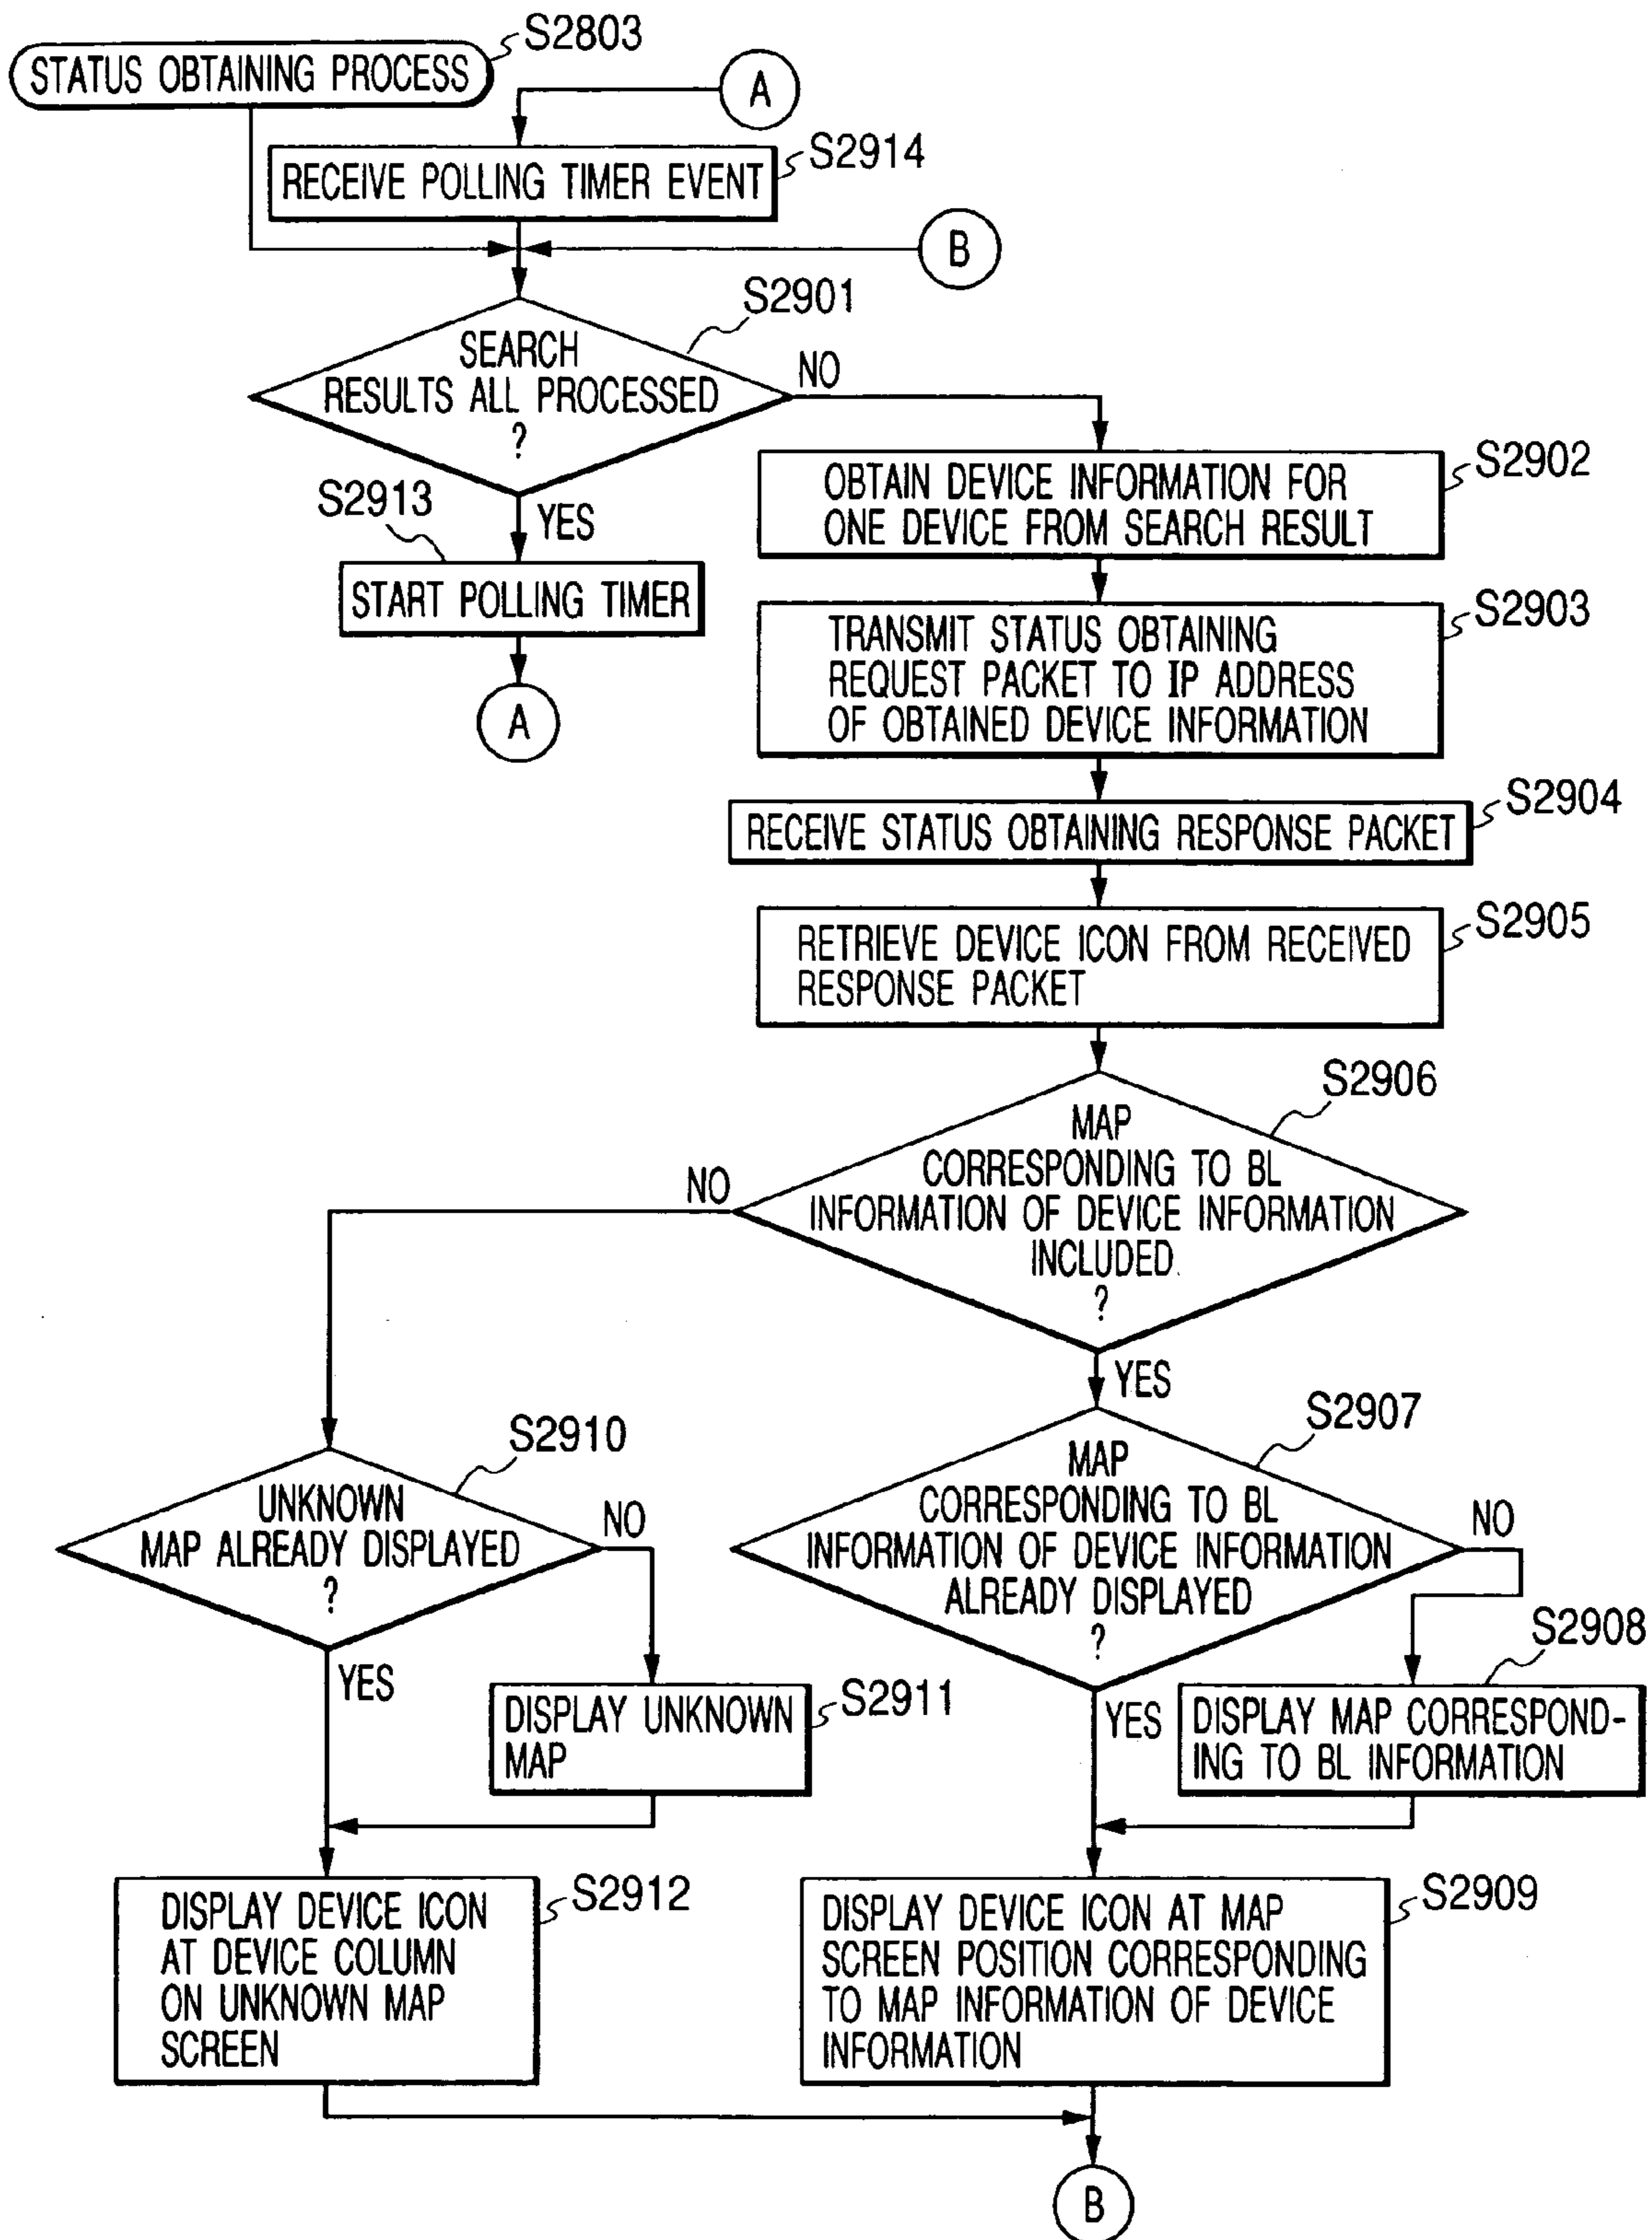 S2803
STATUS OBTAINING PROCESS
A
S2914
RECEIVE POLLING TIMER EVENT
B
S2901
SEARCH
RESULTS ALL PROCESSED
?
NO
YES
S2913
START POLLING TIMER
A
S2902
OBTAIN DEVICE INFORMATION FOR
ONE DEVICE FROM SEARCH RESULT
S2903
TRANSMIT STATUS OBTAINING
REQUEST PACKET TO IP ADDRESS
OF OBTAINED DEVICE INFORMATION
S2904
RECEIVE STATUS OBTAINING RESPONSE PACKET
S2905
RETRIEVE DEVICE ICON FROM RECEIVED
RESPONSE PACKET
S2906
MAP
CORRESPONDING TO BL
INFORMATION OF DEVICE INFORMATION
INCLUDED
?
NO
YES
S2907
MAP
CORRESPONDING TO BL
INFORMATION OF DEVICE INFORMATION
ALREADY DISPLAYED
?
NO
YES
S2908
DISPLAY MAP CORRESPOND-
ING TO BL INFORMATION
S2910
UNKNOWN
MAP ALREADY DISPLAYED
?
NO
YES
S2911
DISPLAY UNKNOWN
MAP
S2912
DISPLAY DEVICE ICON
AT DEVICE COLUMN
ON UNKNOWN MAP
SCREEN
S2909
DISPLAY DEVICE ICON AT MAP
SCREEN POSITION CORRESPONDING
TO MAP INFORMATION OF DEVICE
INFORMATION
B